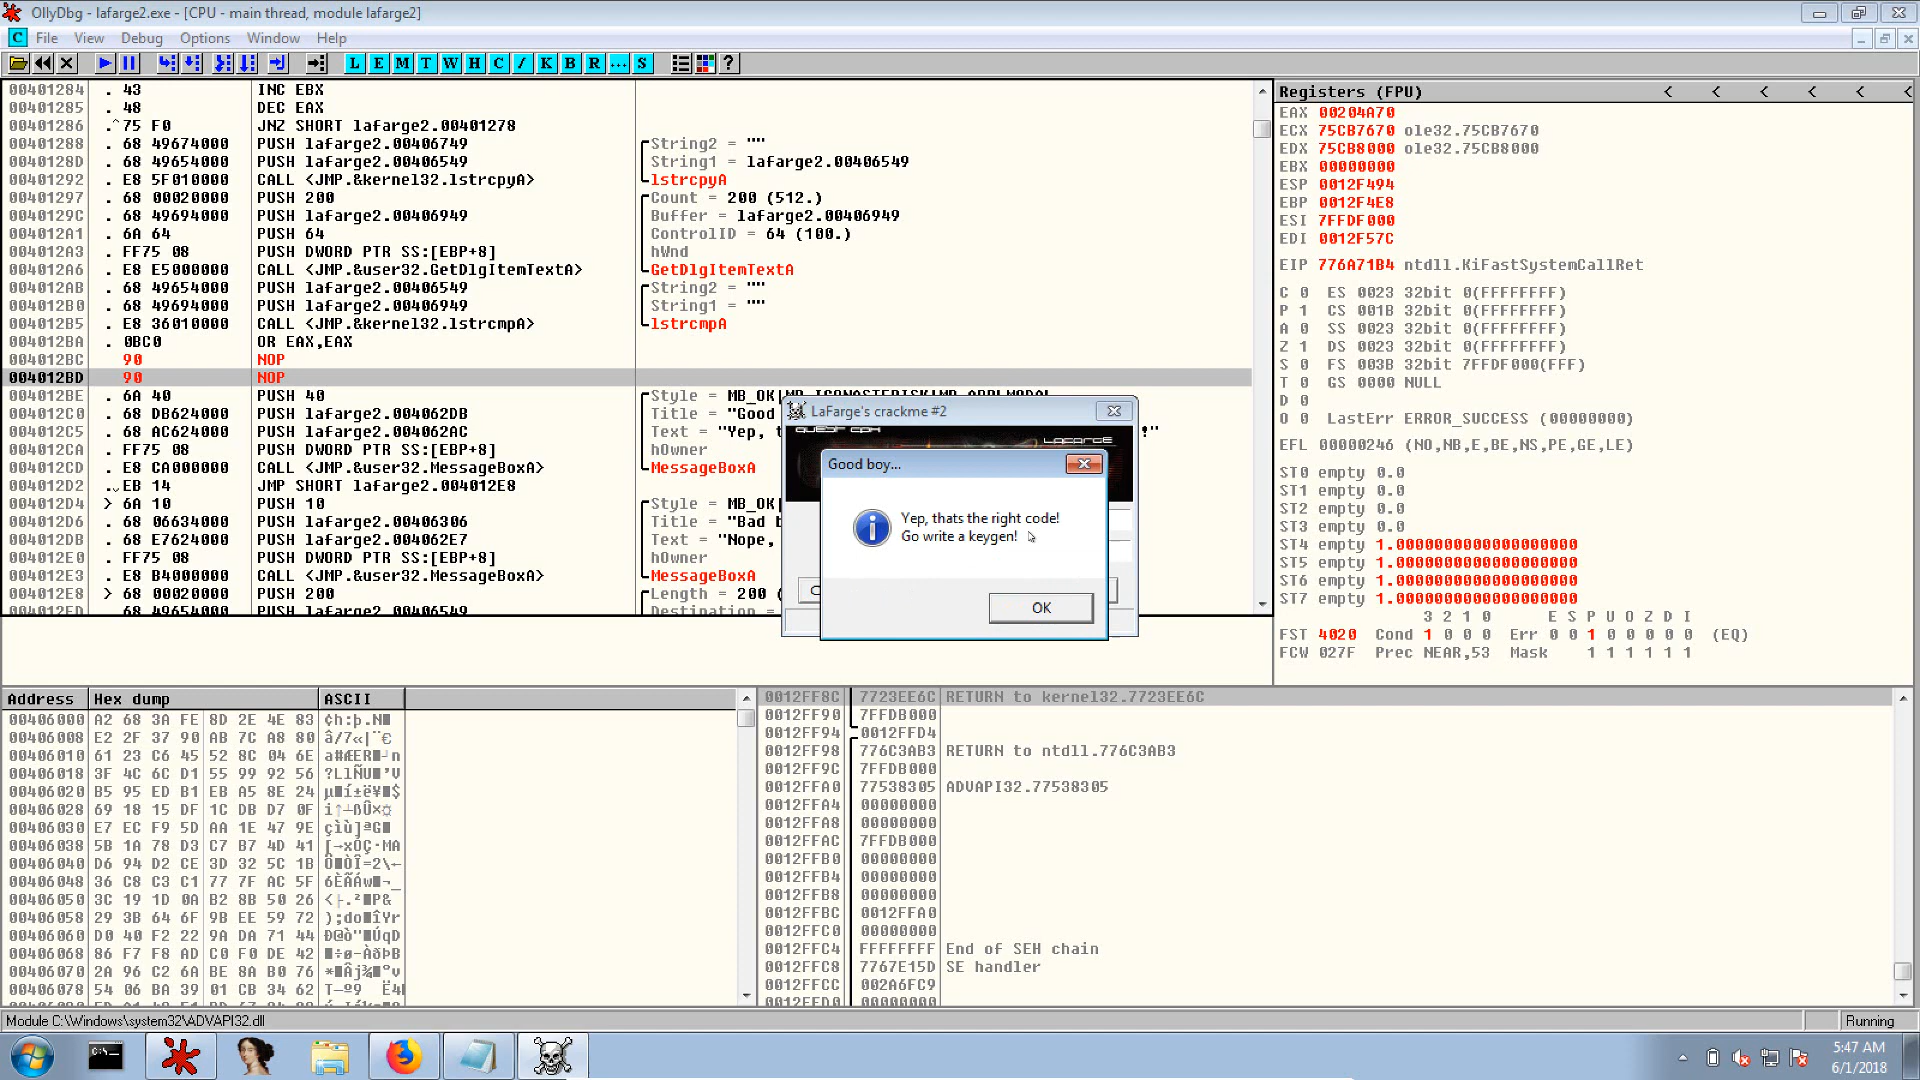 OllyDbg - lafarge2.exe - [CPU - main thread, module lafarge2]
C File View Debug Options Window Help
L E M T W H C / K B R ... S ?
00401284 . 43 INC EBX
00401285 . 48 DEC EAX
00401286 .^75 F0 JNZ SHORT lafarge2.00401278
00401288 . 68 49674000 PUSH lafarge2.00406749 String2 = ""
0040128D . 68 49654000 PUSH lafarge2.00406549 String1 = lafarge2.00406549
00401292 . E8 5F010000 CALL <JMP.&kernel32.lstrcpyA> lstrcpyA
00401297 . 68 00020000 PUSH 200 Count = 200 (512.)
0040129C . 68 49694000 PUSH lafarge2.00406949 Buffer = lafarge2.00406949
004012A1 . 6A 64 PUSH 64 ControlID = 64 (100.)
004012A3 . FF75 08 PUSH DWORD PTR SS:[EBP+8] hWnd
004012A6 . E8 E5000000 CALL <JMP.&user32.GetDlgItemTextA> GetDlgItemTextA
004012AB . 68 49654000 PUSH lafarge2.00406549 String2 = ""
004012B0 . 68 49694000 PUSH lafarge2.00406949 String1 = ""
004012B5 . E8 36010000 CALL <JMP.&kernel32.lstrcmpA> lstrcmpA
004012BA . 0BC0 OR EAX,EAX
004012BC 90 NOP
004012BD 90 NOP
004012BE . 6A 40 PUSH 40 Style = MB_OK|MB_ICONASTERISK|MB_APPLMODAL
004012C0 . 68 DB624000 PUSH lafarge2.004062DB Title = "Good
004012C5 . 68 AC624000 PUSH lafarge2.004062AC Text = "Yep, t !"
004012CA . FF75 08 PUSH DWORD PTR SS:[EBP+8] hOwner
004012CD . E8 CA000000 CALL <JMP.&user32.MessageBoxA> MessageBoxA
004012D2 .vEB 14 JMP SHORT lafarge2.004012E8
004012D4 > 6A 10 PUSH 10 Style = MB_OK|
004012D6 . 68 06634000 PUSH lafarge2.00406306 Title = "Bad b
004012DB . 68 E7624000 PUSH lafarge2.004062E7 Text = "Nope,
004012E0 . FF75 08 PUSH DWORD PTR SS:[EBP+8] hOwner
004012E3 . E8 B4000000 CALL <JMP.&user32.MessageBoxA> MessageBoxA
004012E8 > 68 00020000 PUSH 200 Length = 200 (
004012ED . 68 49654000 PUSH lafarge2.00406549 Destination =
LaFarge's crackme #2
LaFarge
Good boy...
Yep, thats the right code!
Go write a keygen!
OK
Registers (FPU) < < < < < <
EAX 00204A70
ECX 75CB7670 ole32.75CB7670
EDX 75CB8000 ole32.75CB8000
EBX 00000000
ESP 0012F494
EBP 0012F4E8
ESI 7FFDF000
EDI 0012F57C
EIP 776A71B4 ntdll.KiFastSystemCallRet
C 0 ES 0023 32bit 0(FFFFFFFF)
P 1 CS 001B 32bit 0(FFFFFFFF)
A 0 SS 0023 32bit 0(FFFFFFFF)
Z 1 DS 0023 32bit 0(FFFFFFFF)
S 0 FS 003B 32bit 7FFDF000(FFF)
T 0 GS 0000 NULL
D 0
O 0 LastErr ERROR_SUCCESS (00000000)
EFL 00000246 (NO,NB,E,BE,NS,PE,GE,LE)
ST0 empty 0.0
ST1 empty 0.0
ST2 empty 0.0
ST3 empty 0.0
ST4 empty 1.0000000000000000000
ST5 empty 1.0000000000000000000
ST6 empty 1.0000000000000000000
ST7 empty 1.0000000000000000000
3 2 1 0 E S P U O Z D I
FST 4020 Cond 1 0 0 0 Err 0 0 1 0 0 0 0 0 (EQ)
FCW 027F Prec NEAR,53 Mask 1 1 1 1 1 1
Address Hex dump ASCII
00406000 A2 68 3A FE 8D 2E 4E 83
00406008 E2 2F 37 90 AB 7C A8 80
00406010 61 23 C6 45 52 8C 04 6E
00406018 3F 4C 6C D1 55 99 92 56
00406020 B5 95 ED B1 EB A5 8E 24
00406028 69 18 15 DF 1C DB D7 0F
00406030 E7 EC F9 5D AA 1E 47 9E
00406038 5B 1A 78 D3 C7 B7 4D 41
00406040 D6 94 D2 CE 3D 32 5C 1B
00406048 36 C8 C3 C1 77 7F AC 5F
00406050 3C 19 1D 0A B2 8B 50 26
00406058 29 3B 64 6F 9B EE 59 72
00406060 D0 40 F2 22 9A DA 71 44
00406068 86 F7 F8 AD C0 F0 DE 42
00406070 2A 96 C2 6A BE 8A B0 76
00406078 54 06 BA 39 01 CB 34 62
0012FF8C 7723EE6C RETURN to kernel32.7723EE6C
0012FF90 7FFDB000
0012FF94 0012FFD4
0012FF98 776C3AB3 RETURN to ntdll.776C3AB3
0012FF9C 7FFDB000
0012FFA0 77538305 ADVAPI32.77538305
0012FFA4 00000000
0012FFA8 00000000
0012FFAC 7FFDB000
0012FFB0 00000000
0012FFB4 00000000
0012FFB8 00000000
0012FFBC 0012FFA0
0012FFC0 00000000
0012FFC4 FFFFFFFF End of SEH chain
0012FFC8 7767E15D SE handler
0012FFCC 002A6FC9
0012FFD0 00000000
Module C:\Windows\system32\ADVAPI32.dll Running
C:\_
5:47 AM
6/1/2018